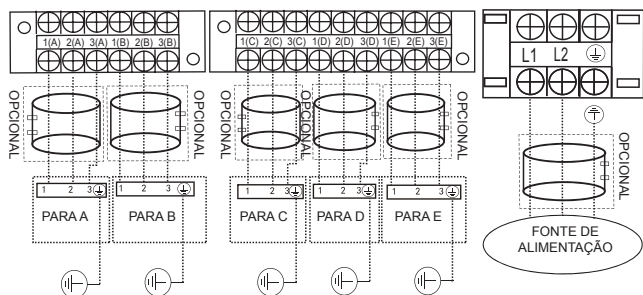 1(A) 2(A) 3(A) 1(B) 2(B) 3(B)
1(C) 2(C) 3(C) 1(D) 2(D) 3(D) 1(E) 2(E) 3(E)
L1 L2
OPCIONAL
OPCIONAL
OPCIONAL
OPCIONAL
OPCIONAL
1 2 3
1 2 3
1 2 3
1 2 3
1 2 3
PARA A
PARA B
PARA C
PARA D
PARA E
FONTE DE
ALIMENTAÇÃO